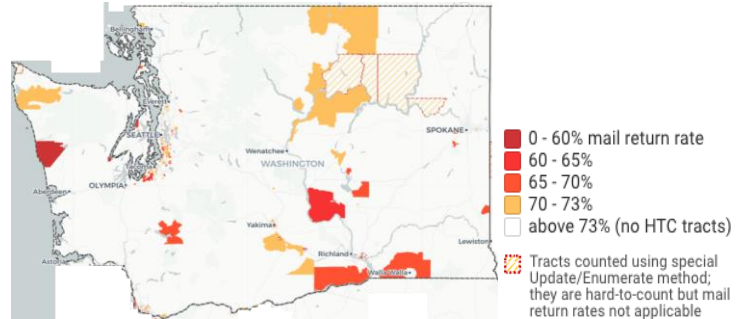 Bellingham
Everett
SEATTLE
Tacoma
OLYMPIA
Aberdeen
Wenatchee
WASHINGTON
SPOKANE
Yakima
Richland
Walla Walla
Lewiston
Astoria
0 - 60% mail return rate
60 - 65%
65 - 70%
70 - 73%
above 73% (no HTC tracts)
Tracts counted using special
Update/Enumerate method;
they are hard-to-count but mail
return rates not applicable